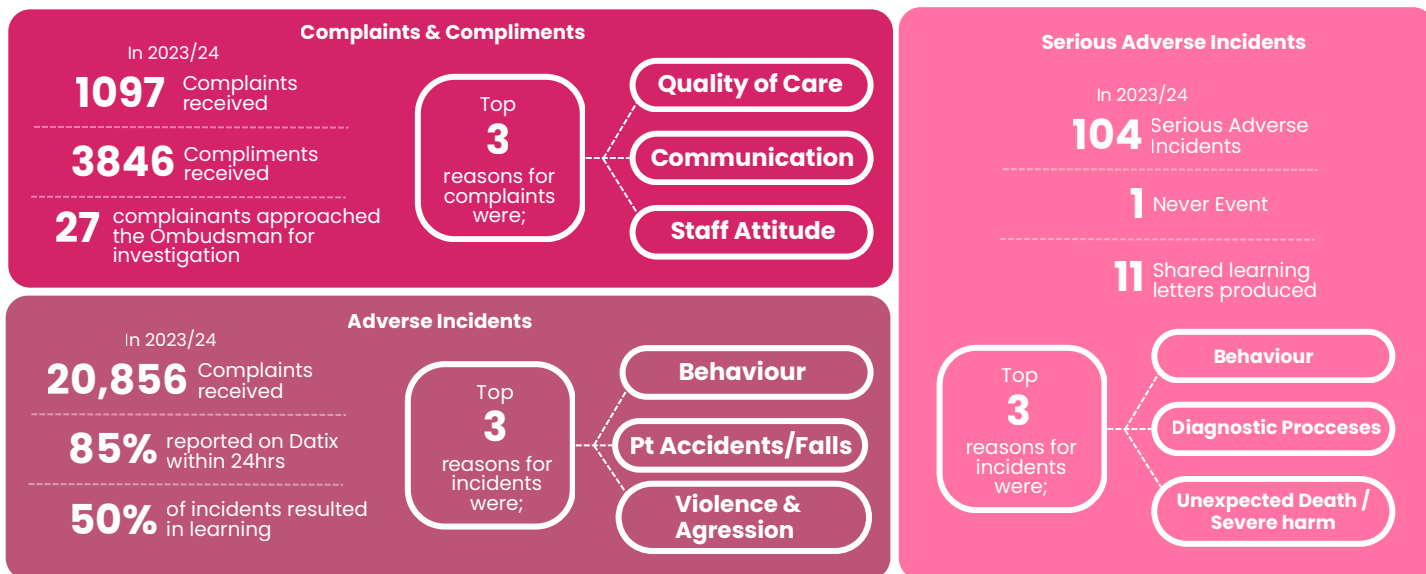 Complaints & Compliments
In 2023/24
1097 Complaints
received
3846 Compliments
received
27 complainants approached
the Ombudsman for
investigation
Top
3
reasons for
complaints
were;
Quality of Care
Communication
Staff Attitude
Adverse Incidents
In 2023/24
20,856 Complaints
received
85% reported on Datix
within 24hrs
50% of incidents resulted
in learning
Top
3
reasons for
incidents
were;
Behaviour
Pt Accidents/Falls
Violence &
Agression
Serious Adverse Incidents
In 2023/24
104 Serious Adverse
Incidents
1 Never Event
11 Shared learning
letters produced
Top
3
reasons for
incidents
were;
Behaviour
Diagnostic Procceses
Unexpected Death /
Severe harm